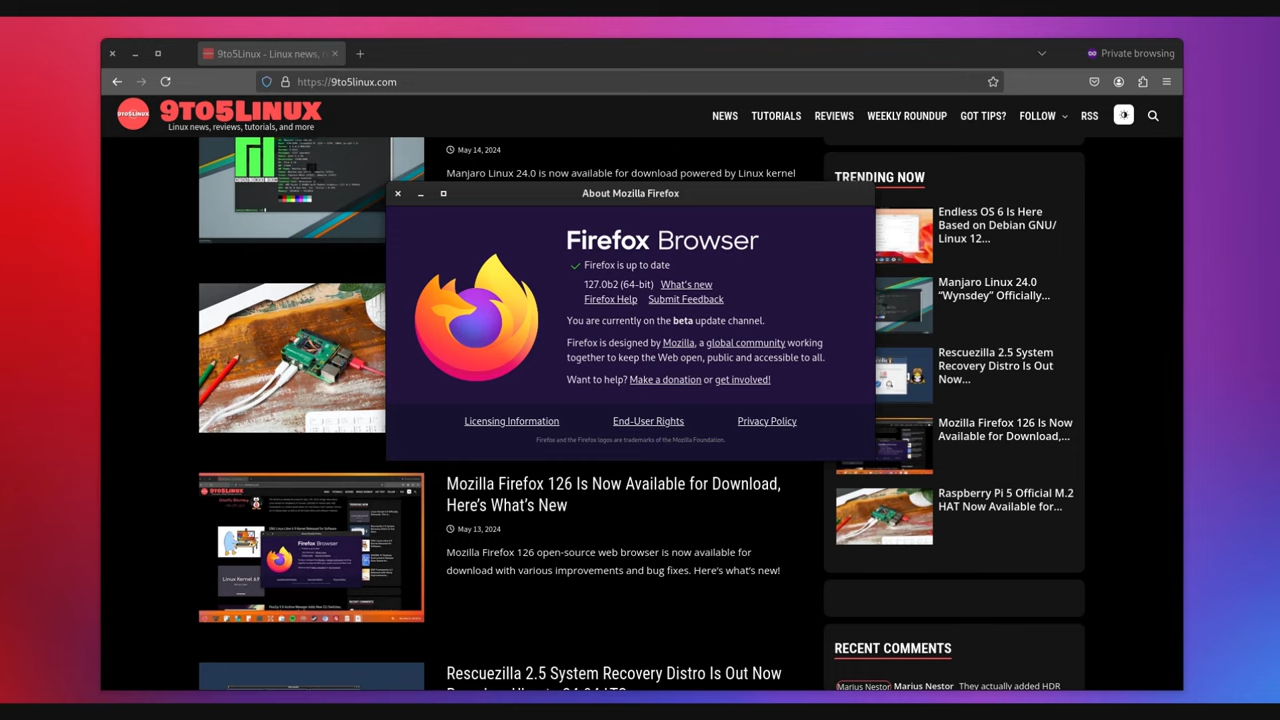 9to5Linux - Linux news, r
Private browsing
https://9to5linux.com
9TO5LINUX
Linux news, reviews, tutorials, and more
NEWS TUTORIALS REVIEWS WEEKLY ROUNDUP GOT TIPS? FOLLOW RSS
May 14, 2024
Linux 24.0 is available for download powered kernel
About Mozilla Firefox
Firefox Browser
Firefox is up to date
127.0b2 (64-bit) What's new
Firefox Help Submit Feedback
You are currently on the beta update channel.
Firefox is designed by Mozilla, a global community working
together to keep the Web open, public and accessible to all.
Want to help? Make a donation or get involved!
Licensing Information End-User Rights Privacy Policy
Firefox and the Firefox logos are trademarks of the Mozilla Foundation.
Mozilla Firefox 126 Is Now Available for Download,
Here's What's New
May 13, 2024
Mozilla Firefox 126 open-source web browser is now available for
download with various improvements and bug fixes. Here's what's new!
Rescuezilla 2.5 System Recovery Distro Is Out Now
TRENDING NOW
Endless OS 6 Is Here
Based on Debian GNU/
Linux 12...
Manjaro Linux 24.0
“Wynsdey” Officially...
Rescuezilla 2.5 System
Recovery Distro Is Out
Now...
Mozilla Firefox 126 Is Now
Available for Download,...
Raspberry Pi 5 Official M.2
HAT Now Available for...
RECENT COMMENTS
Marius Nestor Marius Nestor They actually added HDR